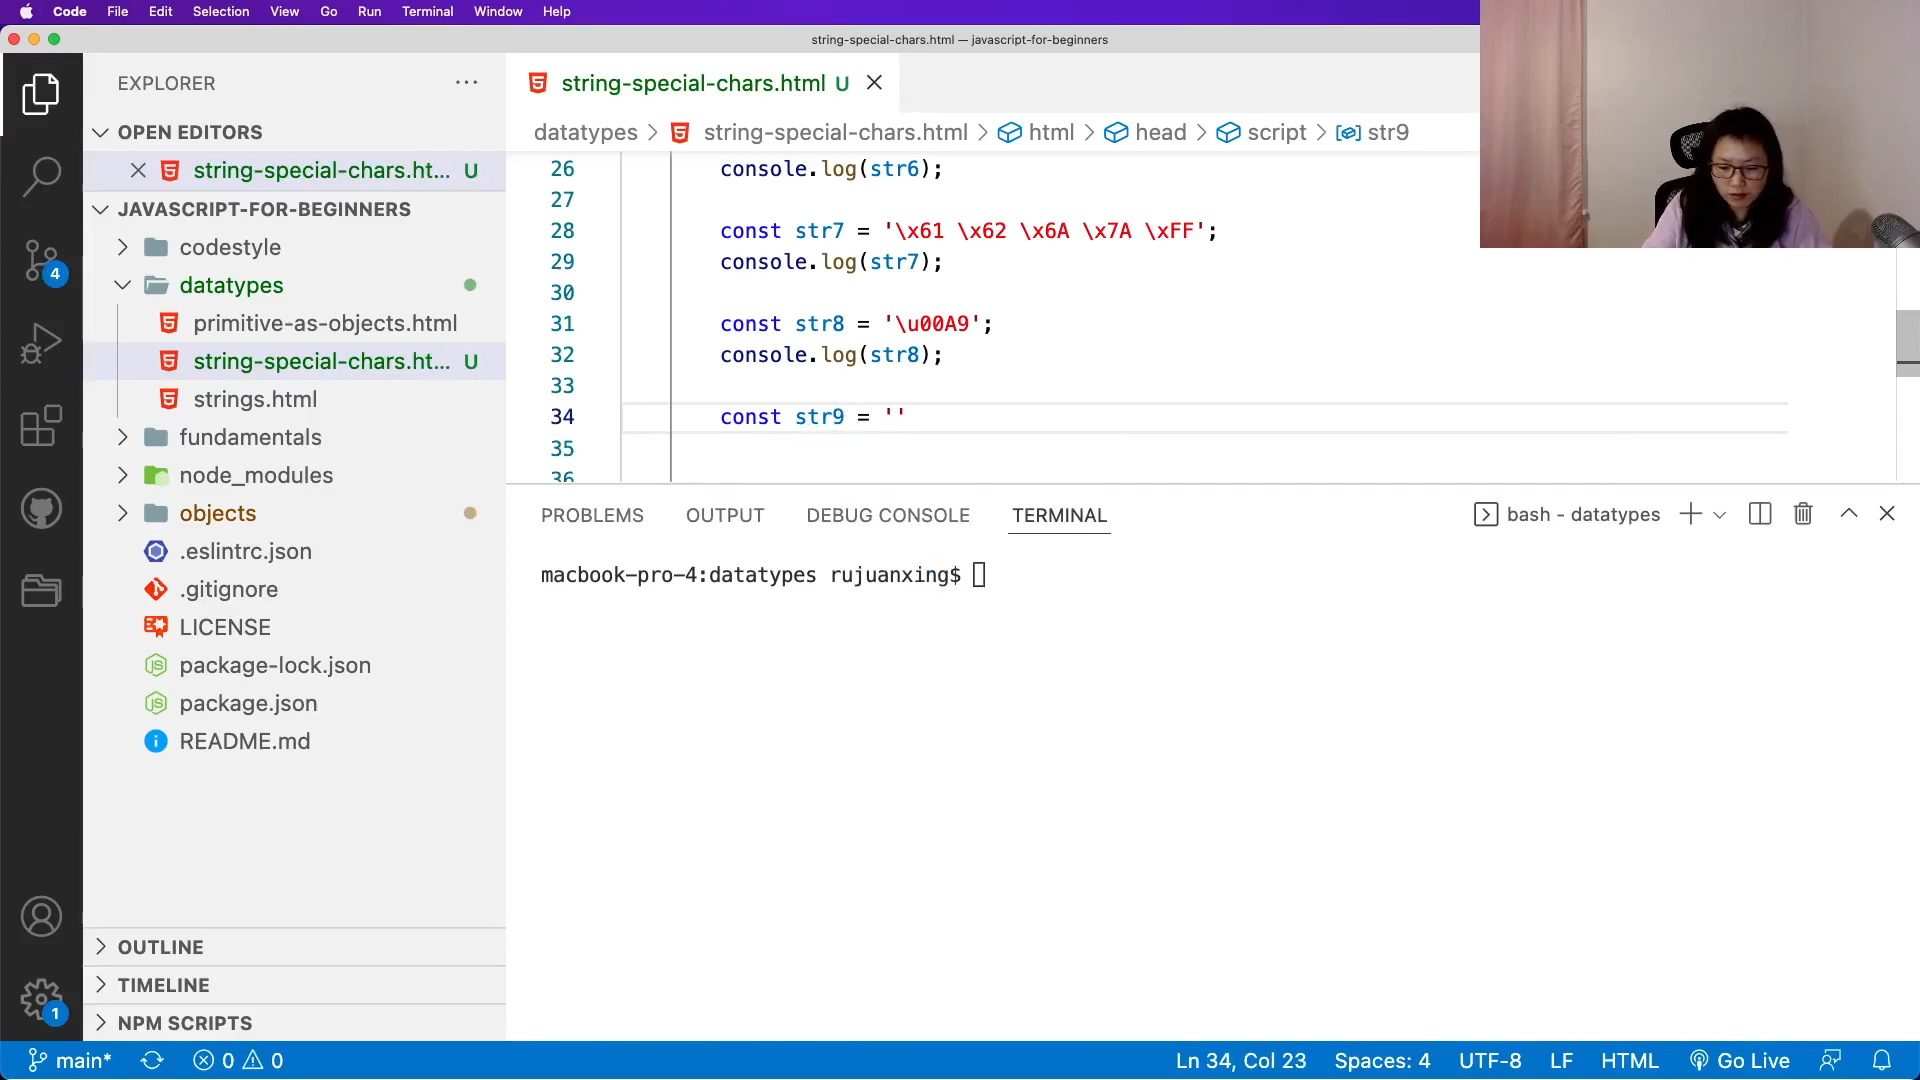 Code File Edit Selection View Go Run Terminal Window Help
string-special-chars.html — javascript-for-beginners
EXPLORER
string-special-chars.html U
OPEN EDITORS
datatypes string-special-chars.html html head script str9
string-special-chars.ht... U
JAVASCRIPT-FOR-BEGINNERS
codestyle
datatypes
primitive-as-objects.html
string-special-chars.ht... U
strings.html
fundamentals
node_modules
objects
.eslintrc.json
.gitignore
LICENSE
package-lock.json
package.json
README.md
OUTLINE
TIMELINE
NPM SCRIPTS
4
1
26 console.log(str6);
27
28 const str7 = '\x61 \x62 \x6A \x7A \xFF';
29 console.log(str7);
30
31 const str8 = '\u00A9';
32 console.log(str8);
33
34 const str9 = ''
35
36
PROBLEMS OUTPUT DEBUG CONSOLE TERMINAL bash - datatypes
macbook-pro-4:datatypes rujuanxing$
main* 0 0 Ln 34, Col 23 Spaces: 4 UTF-8 LF HTML Go Live